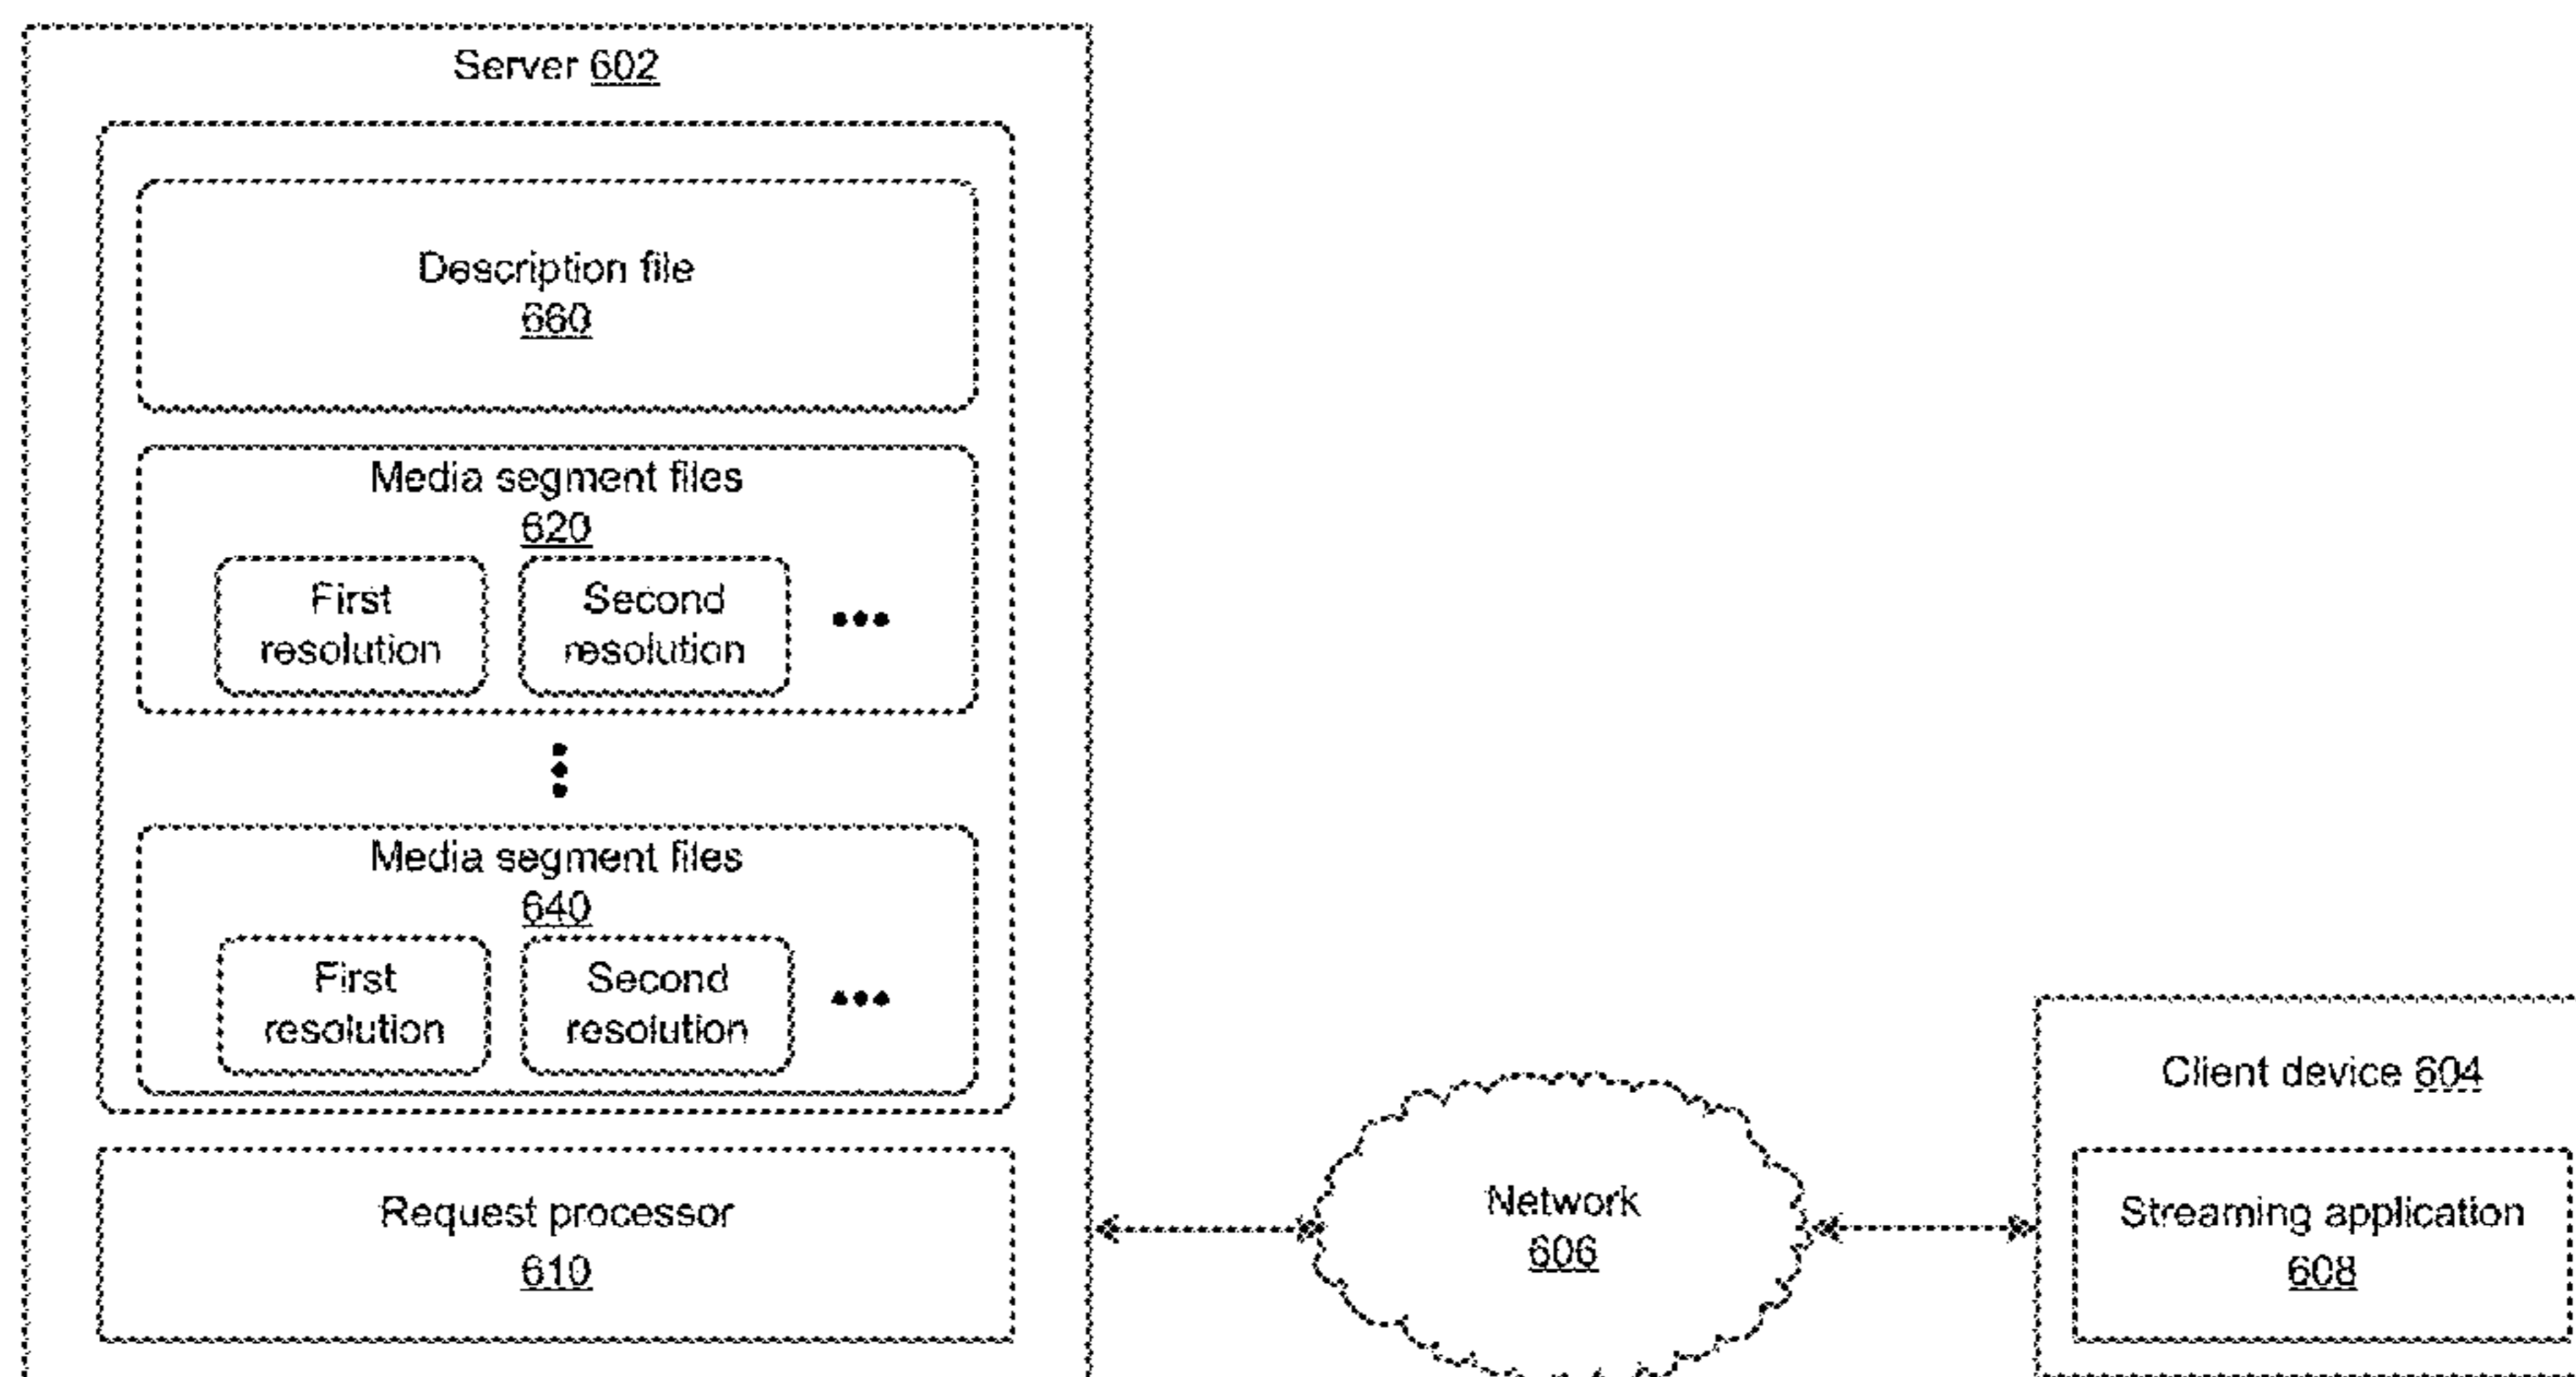 Server 602
Description file
660
Media segment files
620
First
resolution
Second
resolution
•••
Media segment files
640
First
resolution
Second
resolution
•••
Request processor
610
Network
606
Client device 604
Streaming application
608